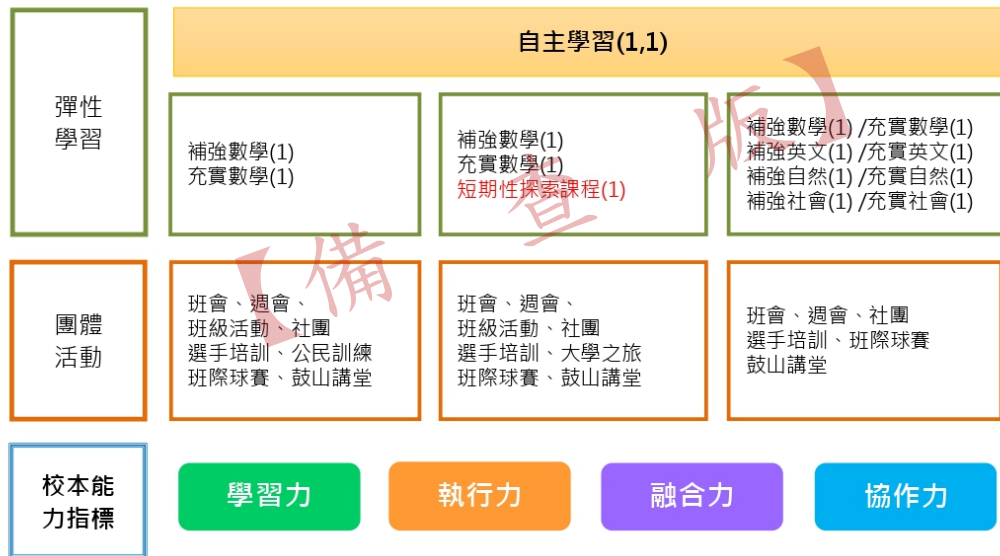 彈性
學習
自主學習(1,1)
補強數學(1)
充實數學(1)
補強數學(1)
充實數學(1)
短期性探索課程(1)
補強數學(1) /充實數學(1)
補強英文(1) /充實英文(1)
補強自然(1) /充實自然(1)
補強社會(1) /充實社會(1)
團體
活動
班會、週會、
班級活動、社團
選手培訓、公民訓練
班際球賽、鼓山講堂
班會、週會、
班級活動、社團
選手培訓、大學之旅
班際球賽、鼓山講堂
班會、週會、社團
選手培訓、班際球賽
鼓山講堂
校本能
力指標
學習力
執行力
融合力
協作力
【備查版】